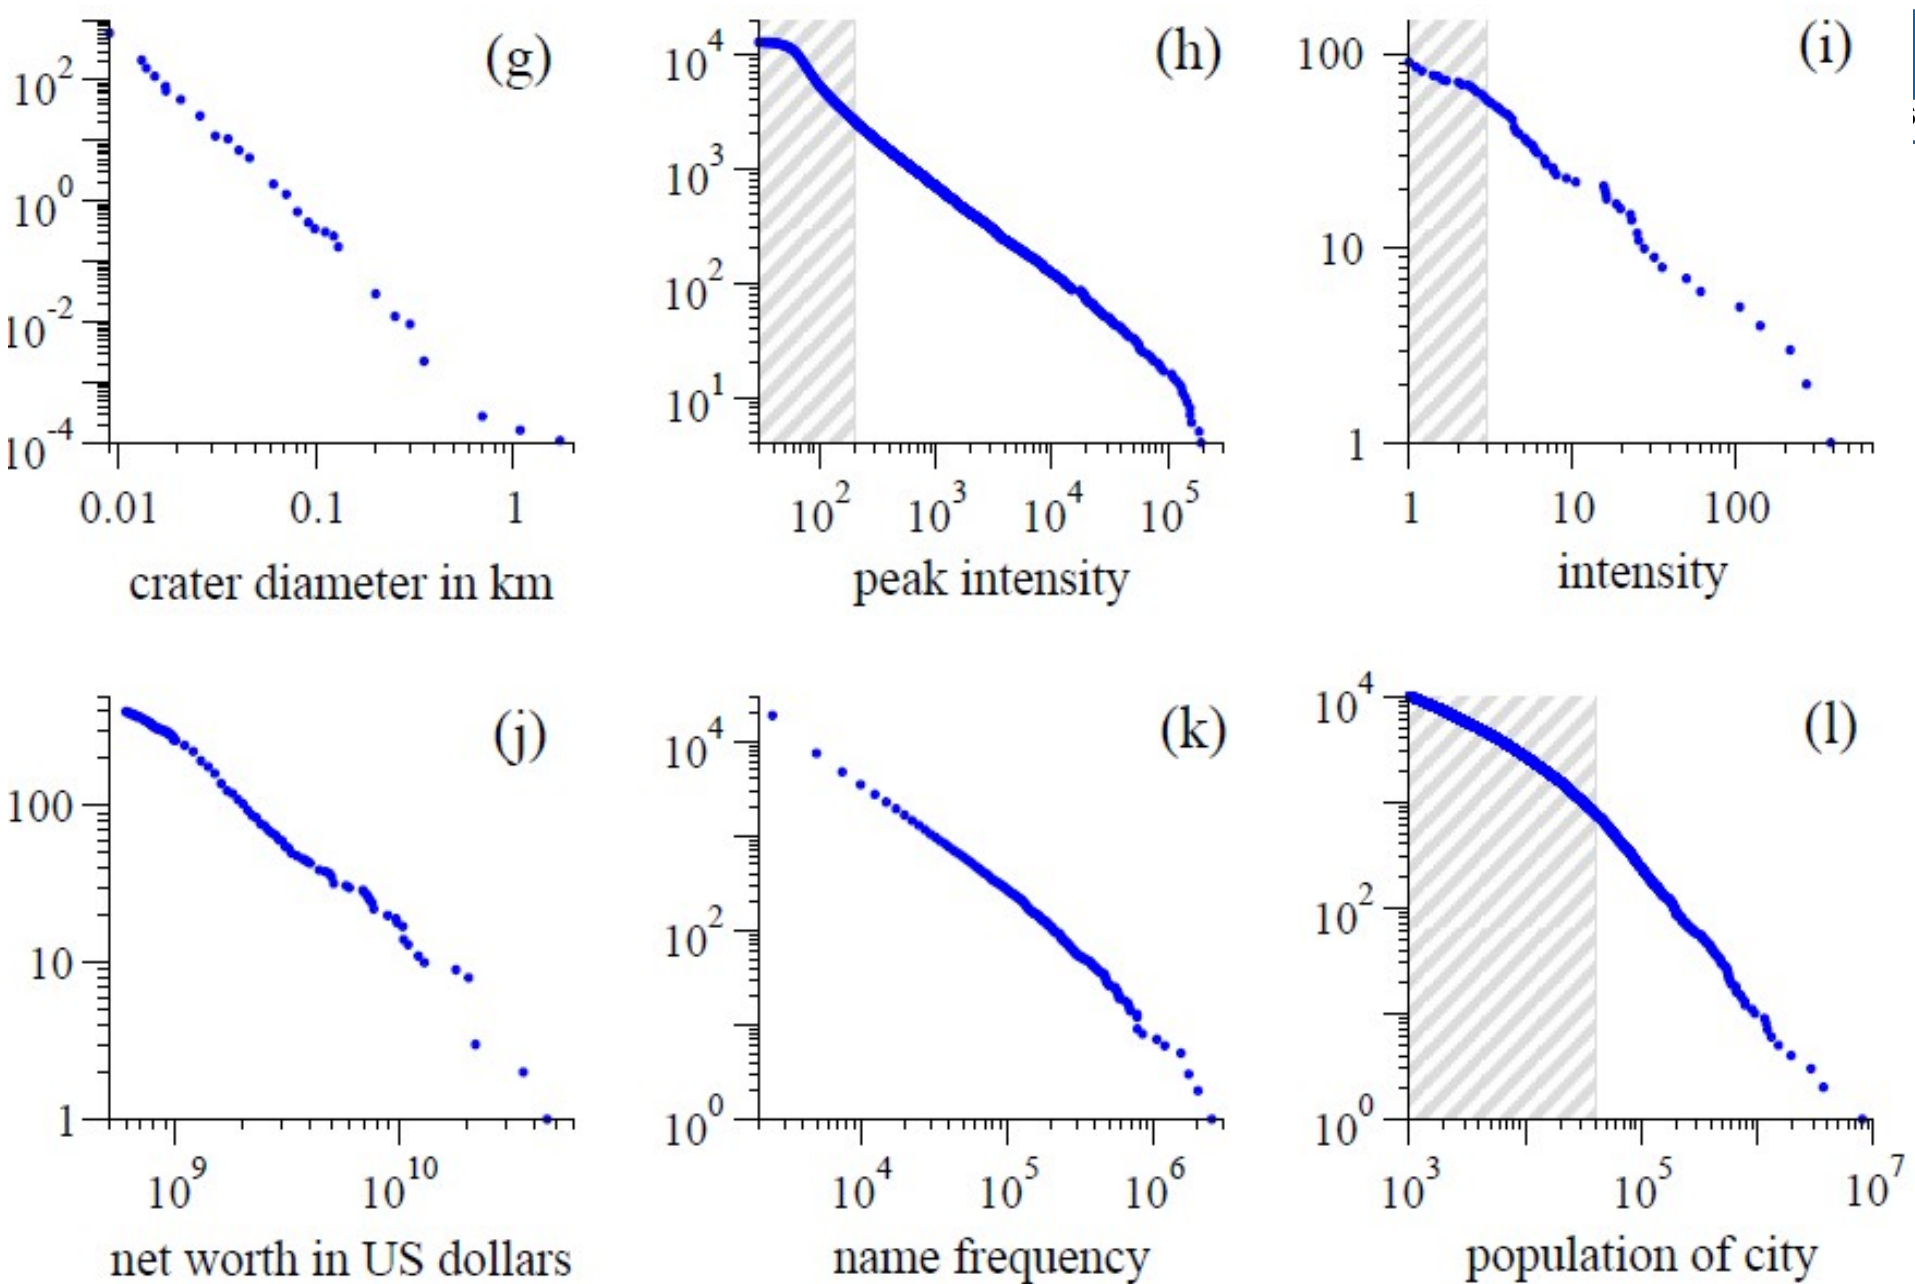 (g)
10^2
10^0
10^-2
10^-4
0.01 0.1 1
crater diameter in km
(h)
10^4
10^3
10^2
10^1
10^2 10^3 10^4 10^5
peak intensity
(i)
100
10
1
1 10 100
intensity
(j)
100
10
1
10^9 10^10
net worth in US dollars
(k)
10^4
10^2
10^0
10^4 10^5 10^6
name frequency
(l)
10^4
10^2
10^0
10^3 10^5 10^7
population of city